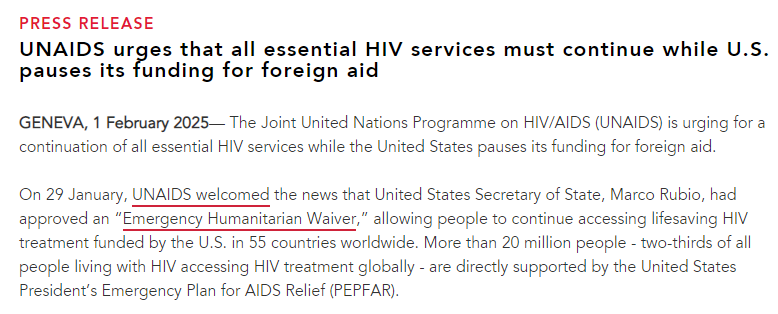 PRESS RELEASE
UNAIDS urges that all essential HIV services must continue while U.S.
pauses its funding for foreign aid
GENEVA, 1 February 2025— The Joint United Nations Programme on HIV/AIDS (UNAIDS) is urging for a
continuation of all essential HIV services while the United States pauses its funding for foreign aid.
On 29 January, UNAIDS welcomed the news that United States Secretary of State, Marco Rubio, had
approved an “Emergency Humanitarian Waiver,” allowing people to continue accessing lifesaving HIV
treatment funded by the U.S. in 55 countries worldwide. More than 20 million people - two-thirds of all
people living with HIV accessing HIV treatment globally - are directly supported by the United States
President’s Emergency Plan for AIDS Relief (PEPFAR).